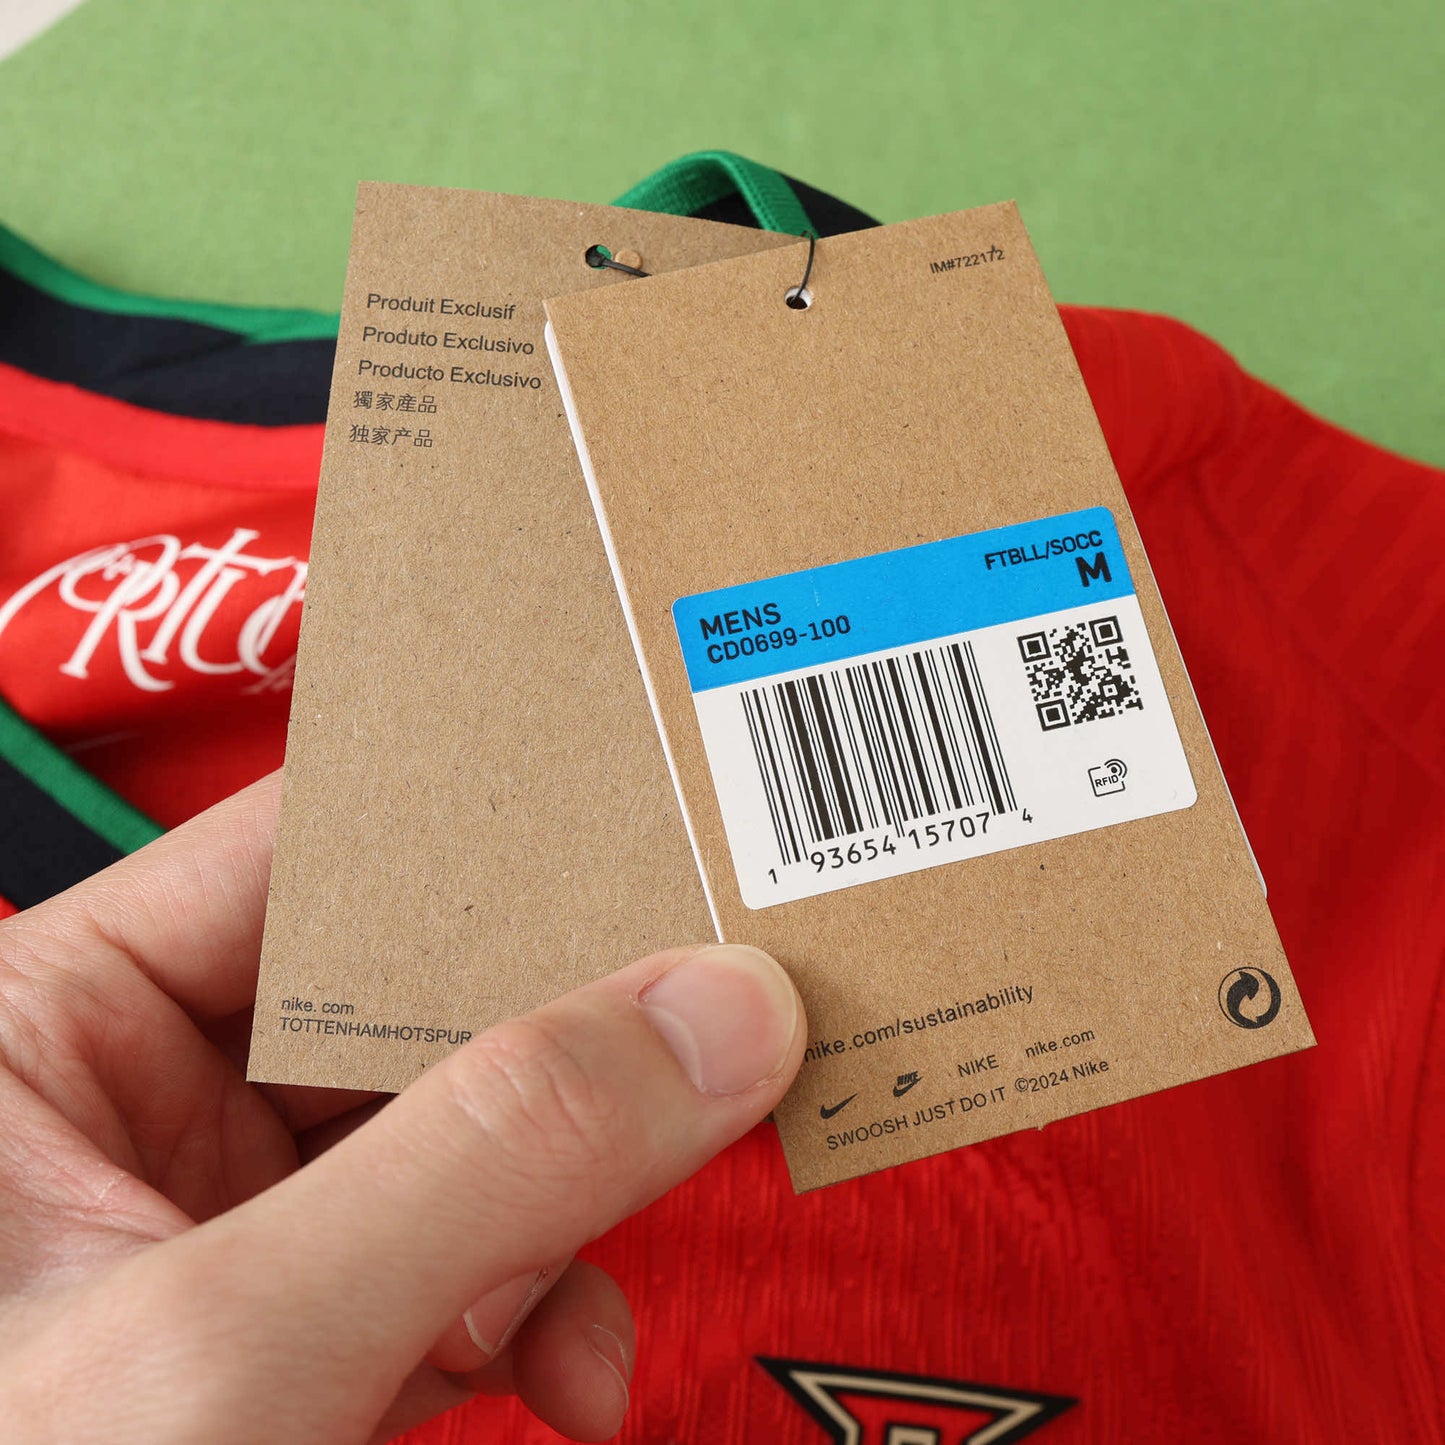 Produit Exclusif
Produto Exclusivo
Producto Exclusivo
獨家産品
独家产品
nike. com
TOTTENHAMHOTSPUR
IM#722172
FTBLL/SOCC
M
MENS
CD0699-100
RFID
1 93654 15707 4
nike.com/sustainability
NIKE NIKE nike.com
SWOOSH JUST DO IT ©2024 Nike